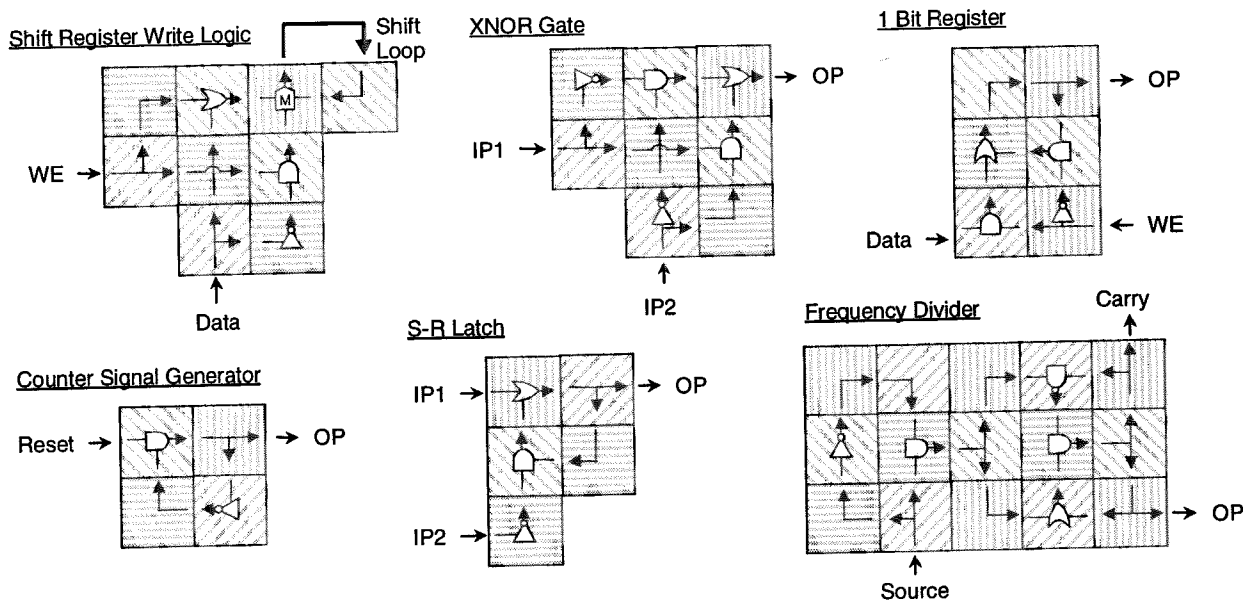 Shift Register Write Logic
Shift
Loop
M
WE
Data
XNOR Gate
OP
IP1
IP2
1 Bit Register
OP
Data
WE
Counter Signal Generator
Reset
OP
S-R Latch
IP1
OP
IP2
Frequency Divider
Carry
OP
Source